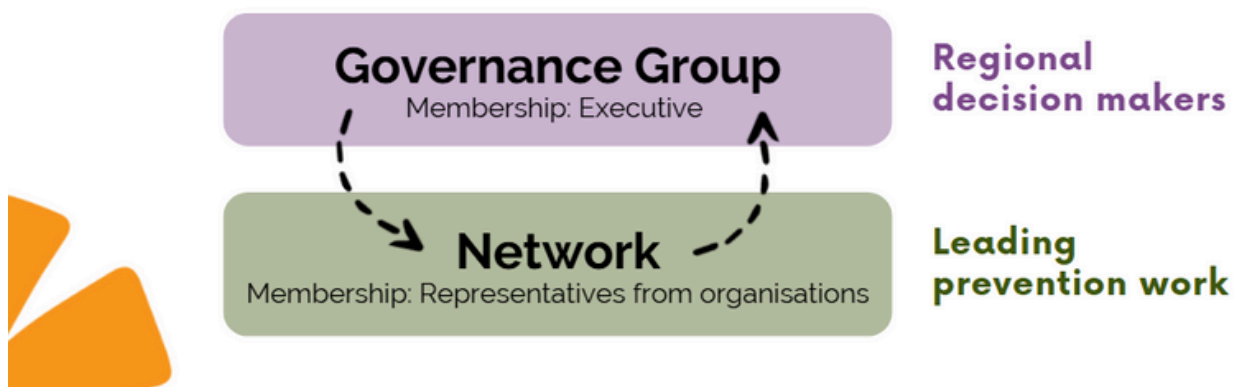 Governance Group
Membership: Executive
Regional
decision makers
Network
Membership: Representatives from organisations
Leading
prevention work